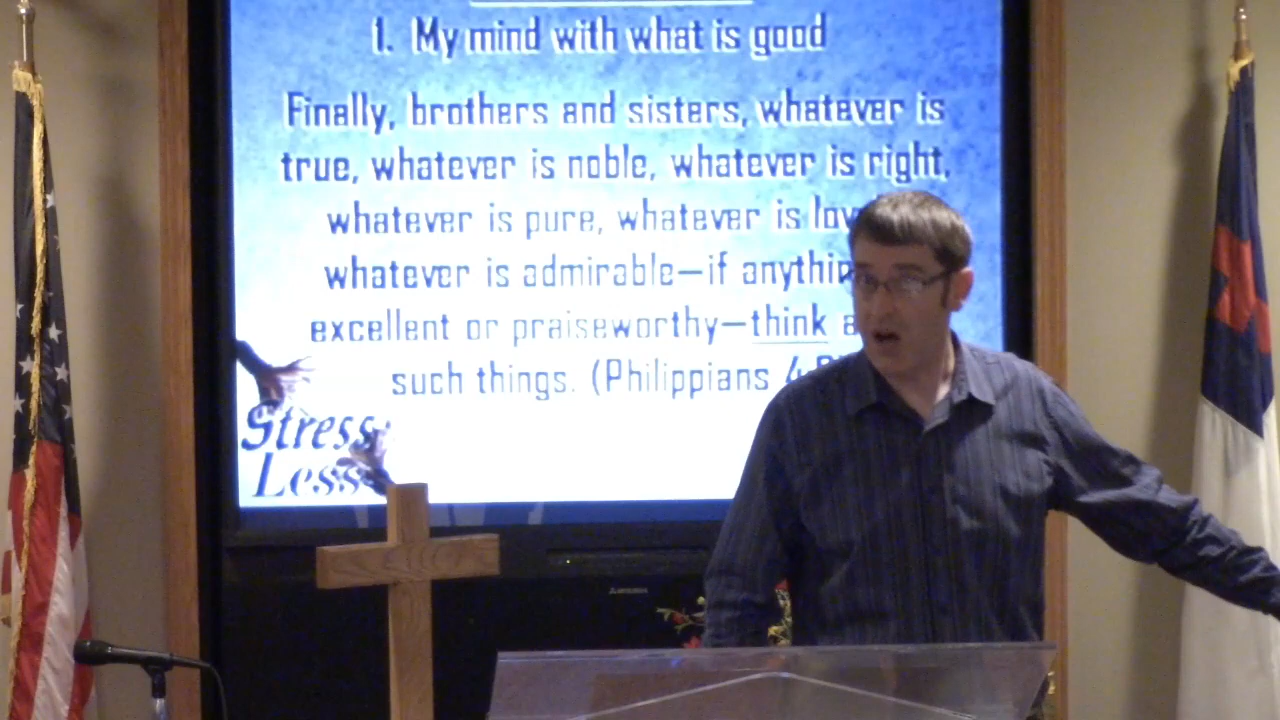 1. My mind with what is good
Finally, brothers and sisters, whatever is
true, whatever is noble, whatever is right,
whatever is pure, whatever is
whatever is admirable—if
excellent or praiseworthy—think
such things. (Philippians
Stress
Less
MITSUBISHI